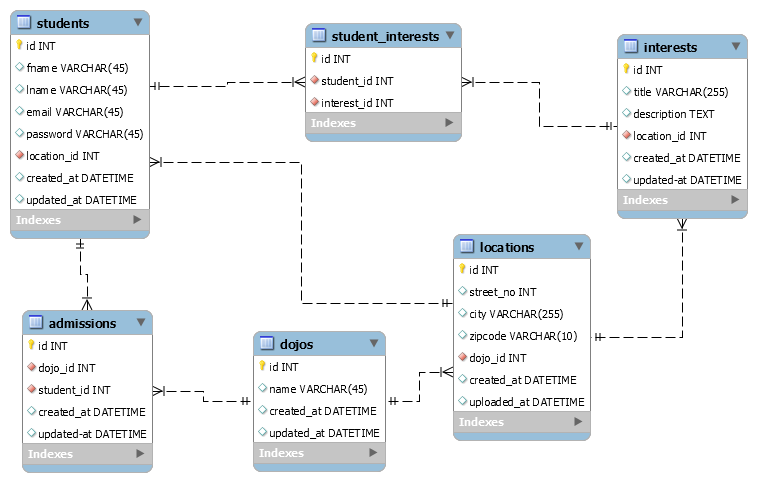 students
id INT
fname VARCHAR(45)
lname VARCHAR(45)
email VARCHAR(45)
password VARCHAR(45)
location_id INT
created_at DATETIME
updated_at DATETIME
Indexes
student_interests
id INT
student_id INT
interest_id INT
Indexes
interests
id INT
title VARCHAR(255)
description TEXT
location_id INT
created_at DATETIME
updated-at DATETIME
Indexes
locations
id INT
street_no INT
city VARCHAR(255)
zipcode VARCHAR(10)
dojo_id INT
created_at DATETIME
uploaded_at DATETIME
Indexes
admissions
id INT
dojo_id INT
student_id INT
created_at DATETIME
updated-at DATETIME
Indexes
dojos
id INT
name VARCHAR(45)
created_at DATETIME
updated_at DATETIME
Indexes